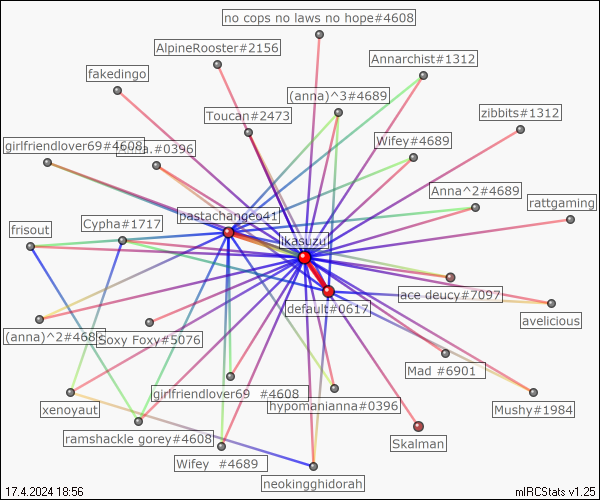 no cops no laws no hope#4608
AlpineRooster#2156
Annarchist#1312
fakedingo
(anna)^3#4689
Toucan#2473
zibbits#1312
Wifey#4689
girlfriendlover69#4608
#0396
Anna^2#4689
rattgaming
pastachangeo41
Cypha#1717
frisout
ikasuzu
ace deucy#7097
default#0617
avelicious
(anna)^2#4689
Soxy Foxy#5076
Mad #6901
girlfriendlover69 #4608
hypomanianna#0396
xenoyaut
Mushy#1984
ramshackle gorey#4608
Skalman
Wifey #4689
neokingghidorah
17.4.2024 18:56
mIRCStats v1.25